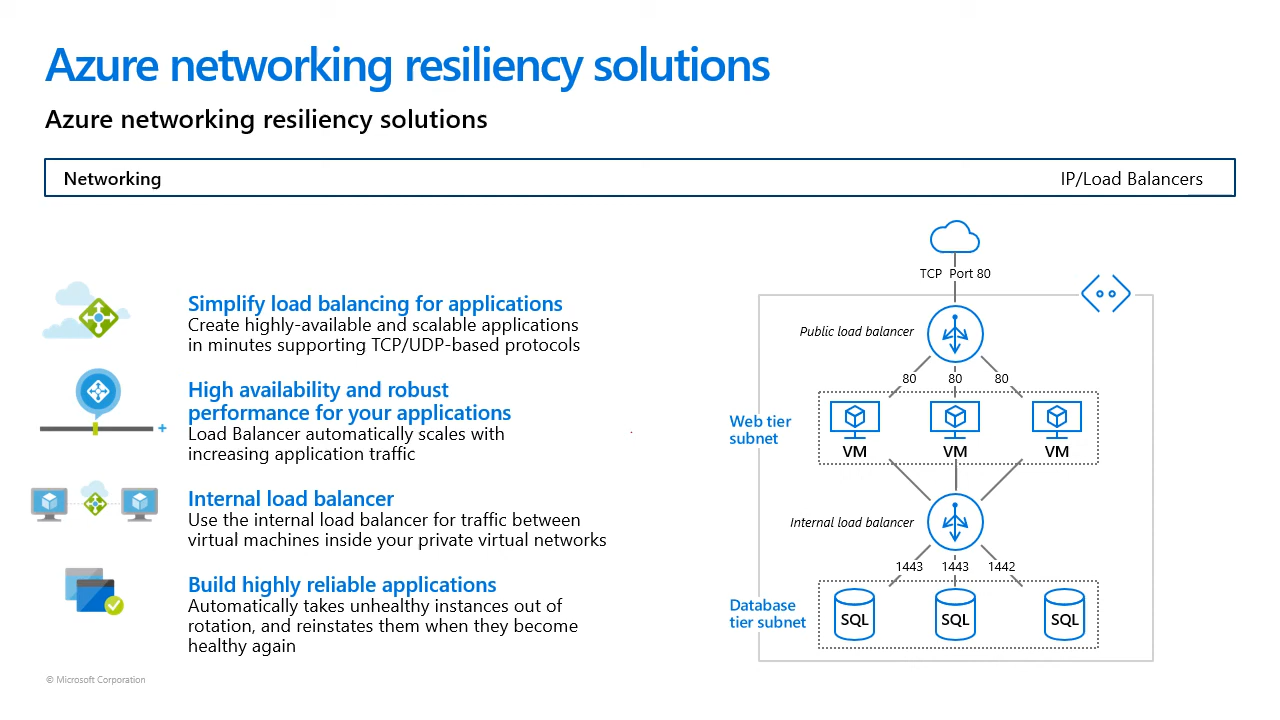 Azure networking resiliency solutions
Azure networking resiliency solutions
Networking
IP/Load Balancers
Simplify load balancing for applications
Create highly-available and scalable applications
in minutes supporting TCP/UDP-based protocols
High availability and robust
performance for your applications
Load Balancer automatically scales with
increasing application traffic
Internal load balancer
Use the internal load balancer for traffic between
virtual machines inside your private virtual networks
Build highly reliable applications
Automatically takes unhealthy instances out of
rotation, and reinstates them when they become
healthy again
TCP Port 80
Public load balancer
80 80 80
Web tier
subnet
VM VM VM
Internal load balancer
1443 1443 1442
Database
tier subnet
SQL SQL SQL
© Microsoft Corporation